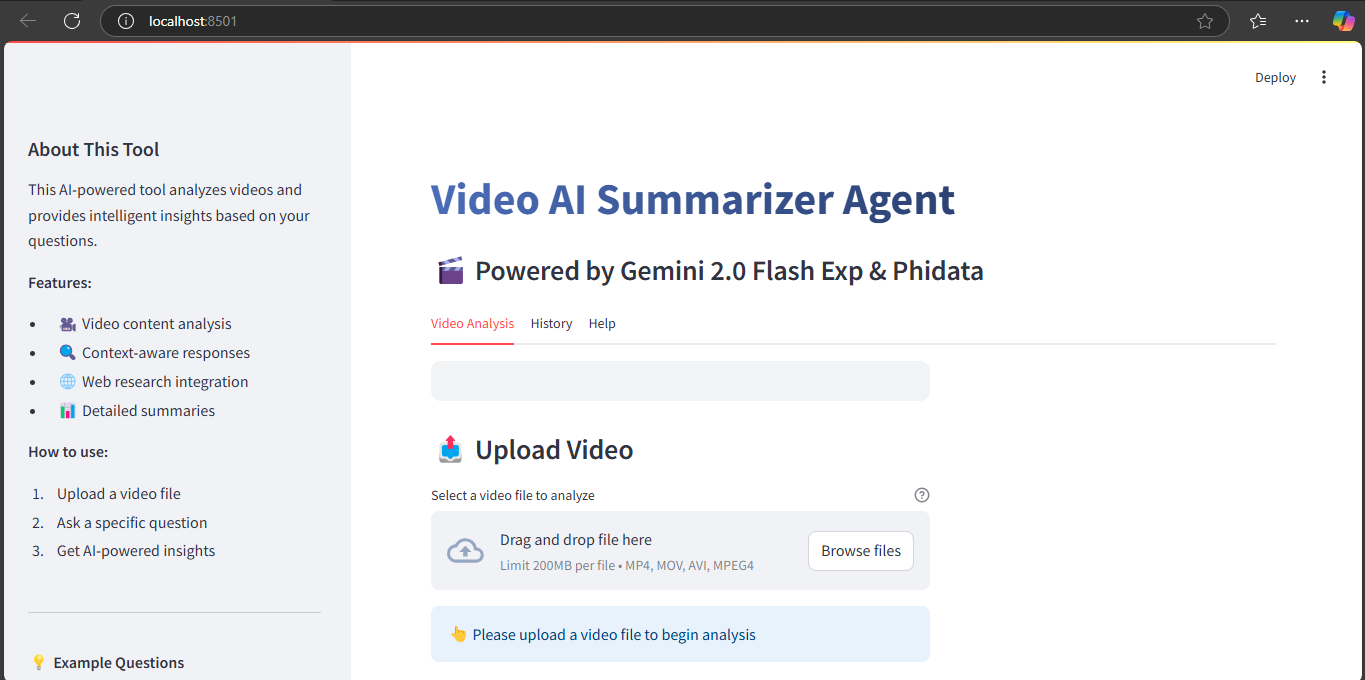 localhost:8501
Deploy
About This Tool
This AI-powered tool analyzes videos and
provides intelligent insights based on your
questions.
Features:
Video content analysis
Context-aware responses
Web research integration
Detailed summaries
How to use:
1. Upload a video file
2. Ask a specific question
3. Get AI-powered insights
Example Questions
Video AI Summarizer Agent
Powered by Gemini 2.0 Flash Exp & Phidata
Video Analysis History Help
Upload Video
Select a video file to analyze
Drag and drop file here
Limit 200MB per file • MP4, MOV, AVI, MPEG4
Browse files
Please upload a video file to begin analysis